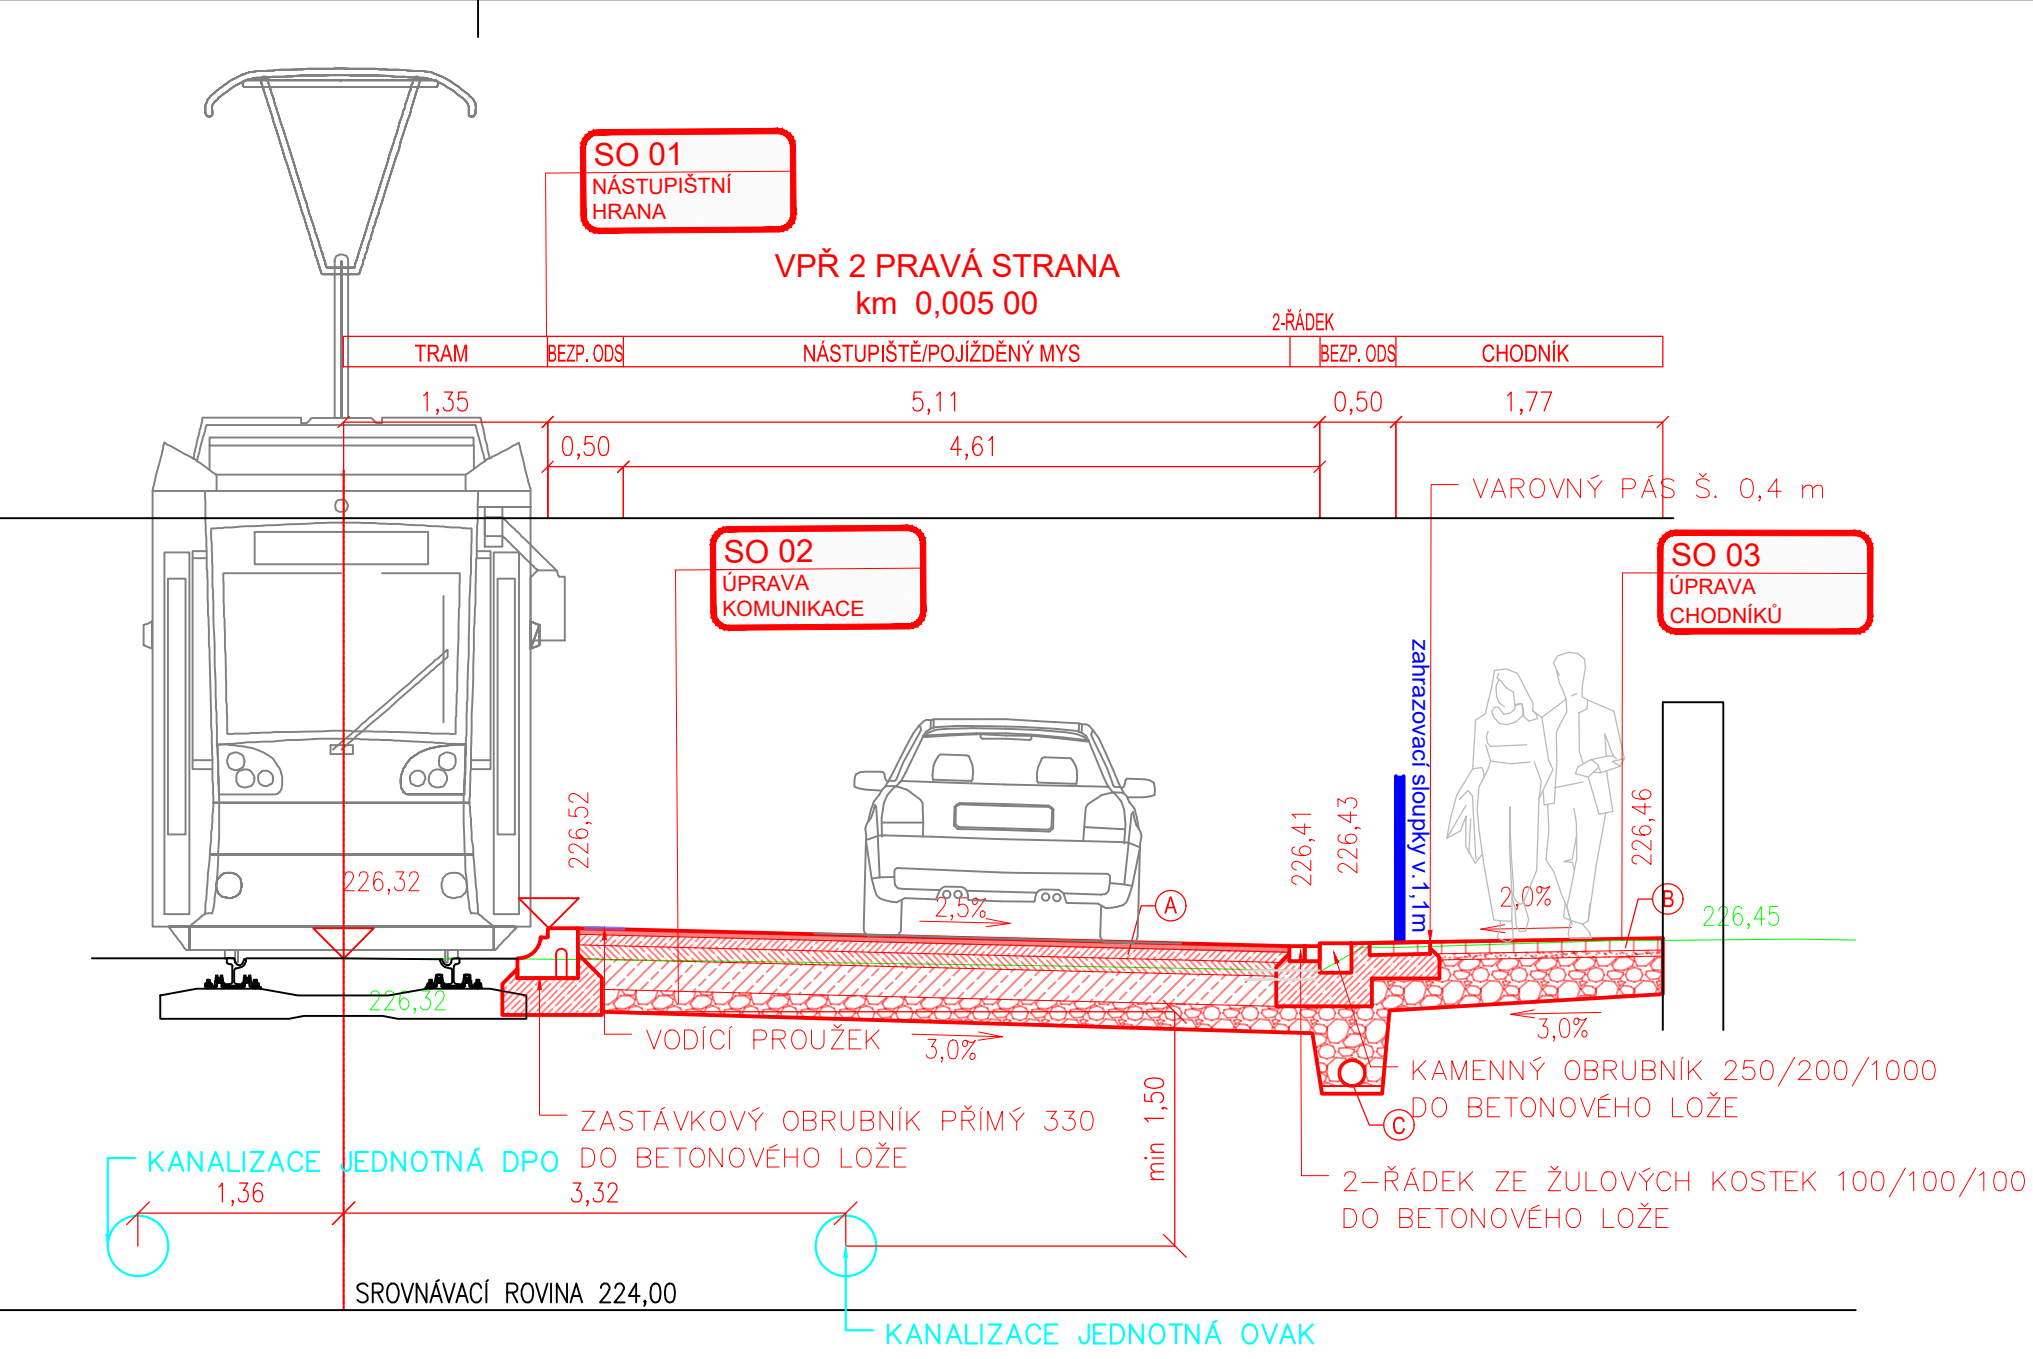 SO 01
NÁSTUPIŠTNÍ
HRANA
VPŘ 2 PRAVÁ STRANA
km 0,005 00
2-ŘÁDEK
TRAM
BEZP. ODS
NÁSTUPIŠTĚ/POJÍŽDĚNÝ MYS
BEZP. ODS
CHODNÍK
1,35
5,11
0,50
1,77
0,50
4,61
VAROVNÝ PÁS Š. 0,4 m
SO 02
ÚPRAVA
KOMUNIKACE
SO 03
ÚPRAVA
CHODNÍKŮ
zahrazovací sloupky v.1,1m
226,52
226,41
226,43
226,46
226,32
2,5%
A
2,0%
B
226,45
226,32
VODÍCÍ PROUŽEK
3,0%
3,0%
KAMENNÝ OBRUBNÍK 250/200/1000
DO BETONOVÉHO LOŽE
C
min 1,50
ZASTÁVKOVÝ OBRUBNÍK PŘÍMÝ 330
DO BETONOVÉHO LOŽE
KANALIZACE JEDNOTNÁ DPO
1,36
3,32
2-ŘÁDEK ZE ŽULOVÝCH KOSTEK 100/100/100
DO BETONOVÉHO LOŽE
SROVNÁVACÍ ROVINA 224,00
KANALIZACE JEDNOTNÁ OVAK